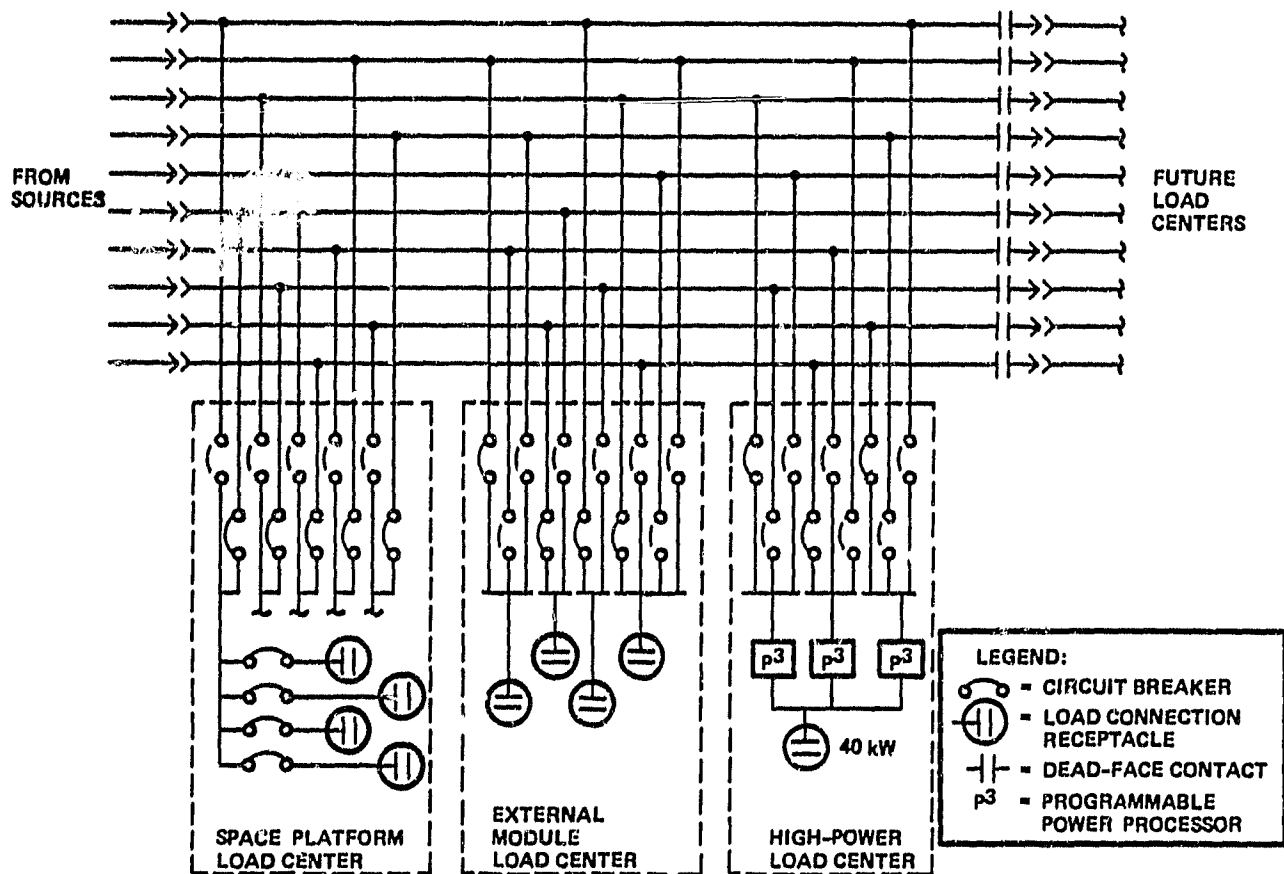 FROM
SOURCES
FUTURE
LOAD
CENTERS
p3
p3
p3
40 kW
SPACE PLATFORM
LOAD CENTER
EXTERNAL
MODULE
LOAD CENTER
HIGH-POWER
LOAD CENTER
LEGEND:
= CIRCUIT BREAKER
= LOAD CONNECTION
RECEPTACLE
= DEAD-FACE CONTACT
p3 = PROGRAMMABLE
POWER PROCESSOR